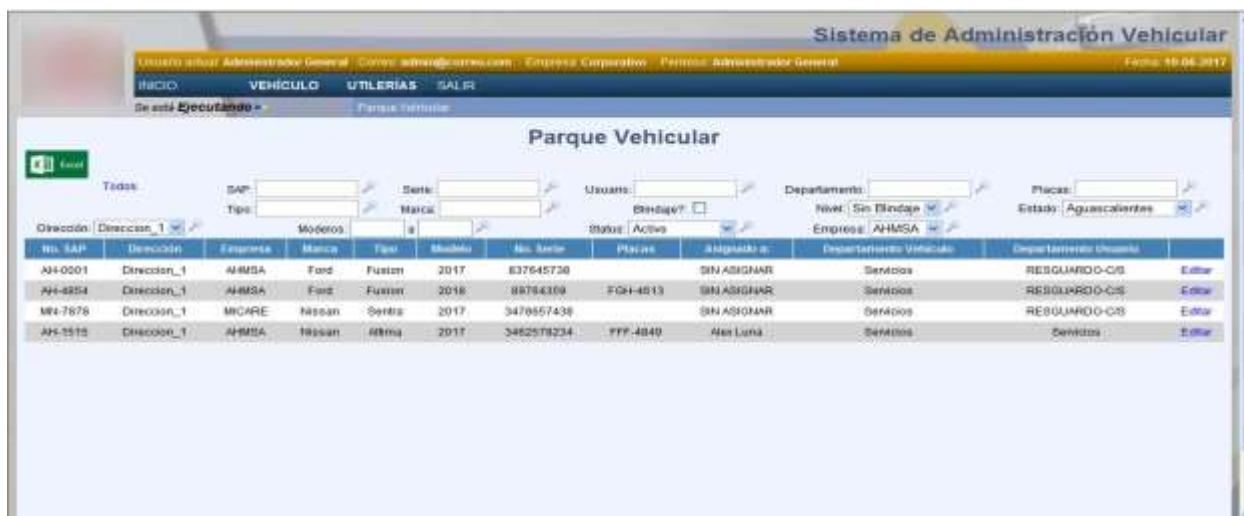 Sistema de Administración Vehicular
Usuario actual: Administrador General Correo: admin@correo.com Empresa: Corporativo Permiso: Administrador General Fecha: 10-06-2017
INICIO VEHÍCULO UTILERÍAS SALIR
Se está Ejecutando Parque Vehicular
Parque Vehicular
Excel
Todos SAP: Serie: Usuario: Departamento: Placas:
Tipo: Marca: Blindaje? Nivel: Sin Blindaje Estado: Aguascalientes
Dirección: Direccion_1 Modelos: a Status: Activo Empresa: AHMSA
No. SAP Dirección Empresa Marca Tipo Modelo No. Serie Placas Asignado a: Departamento Vehiculo Departamento Usuario
AH-0001 Direccion_1 AHMSA Ford Fusion 2017 837645738 SIN ASIGNAR Servicios RESGUARDO-C/S Editar
AH-4854 Direccion_1 AHMSA Ford Fusion 2018 89784359 FGH-4613 SIN ASIGNAR Servicios RESGUARDO-C/S Editar
MN-7878 Direccion_1 MICARE Nissan Sentra 2017 3478657438 SIN ASIGNAR Servicios RESGUARDO-C/S Editar
AH-1515 Direccion_1 AHMSA Nissan Altima 2017 3462578234 FFF-4849 Alex Luna Servicios Servicios Editar